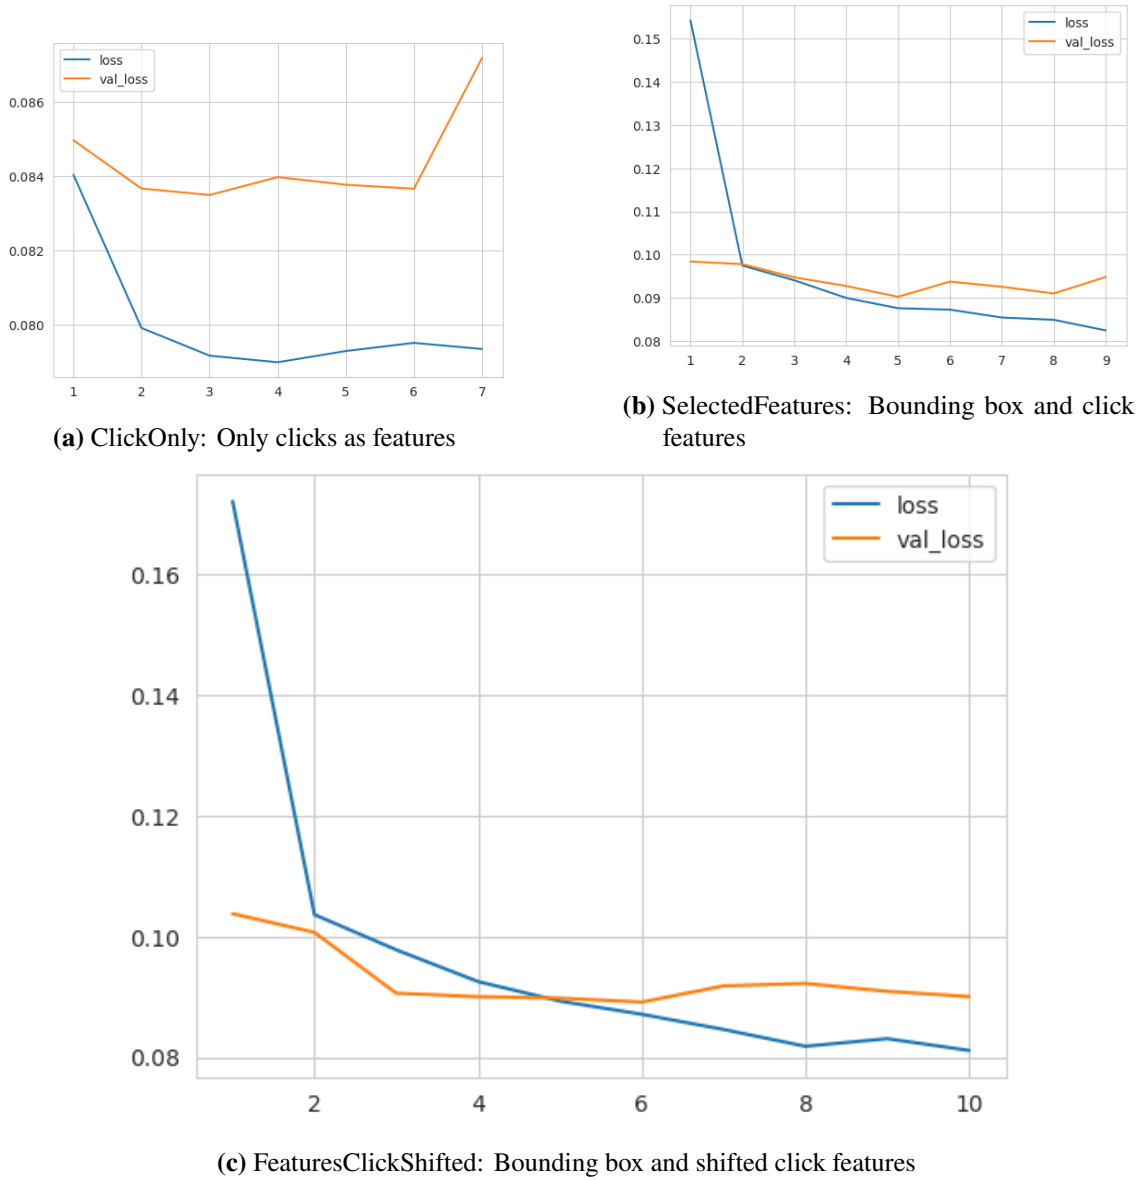 loss
val_loss
0.086
0.084
0.082
0.080
1 2 3 4 5 6 7
(a) ClickOnly: Only clicks as features
loss
val_loss
0.15
0.14
0.13
0.12
0.11
0.10
0.09
0.08
1 2 3 4 5 6 7 8 9
(b) SelectedFeatures: Bounding box and click
features
loss
val_loss
0.16
0.14
0.12
0.10
0.08
2 4 6 8 10
(c) FeaturesClickShifted: Bounding box and shifted click features